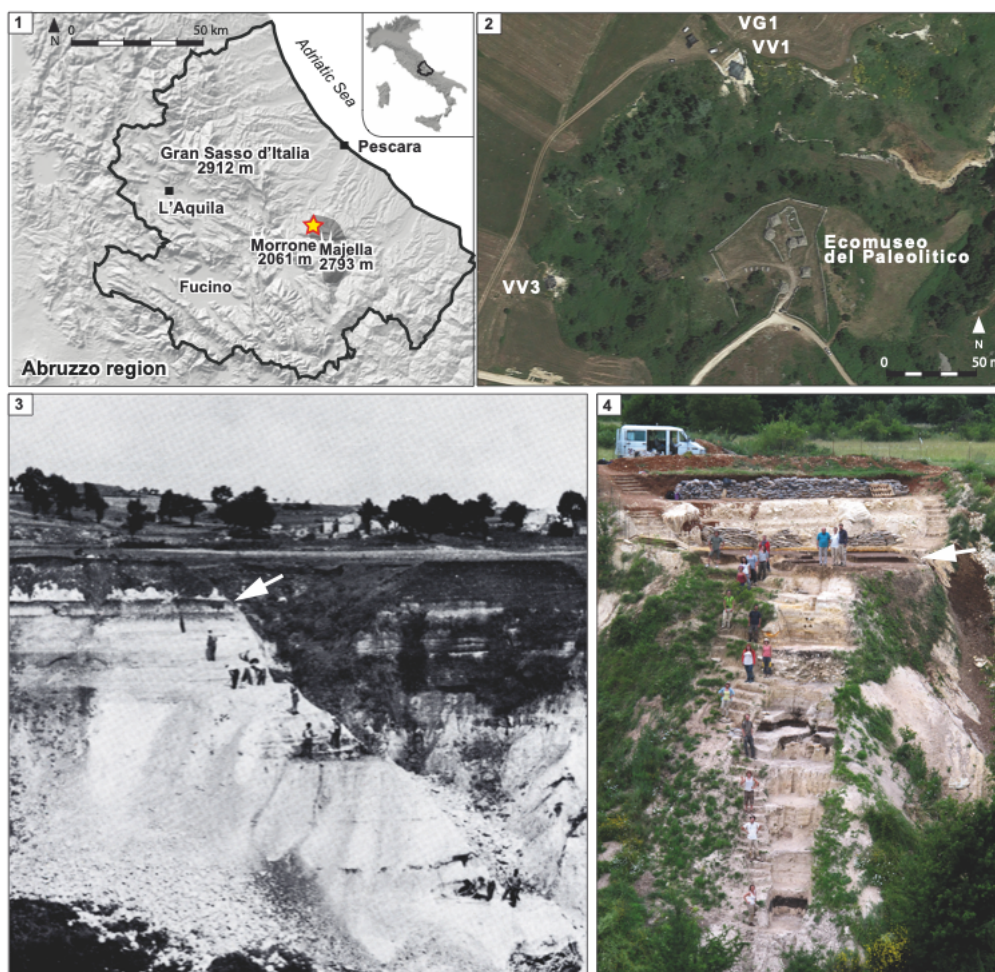 1
N
0
50 km
Adriatic Sea
Pescara
Gran Sasso d'Italia
2912 m
L'Aquila
Morrone
2061 m
Majella
2793 m
Fucino
Abruzzo region
2
VG1
VV1
Ecomuseo
del Paleolitico
VV3
N
0
50 m
3
4